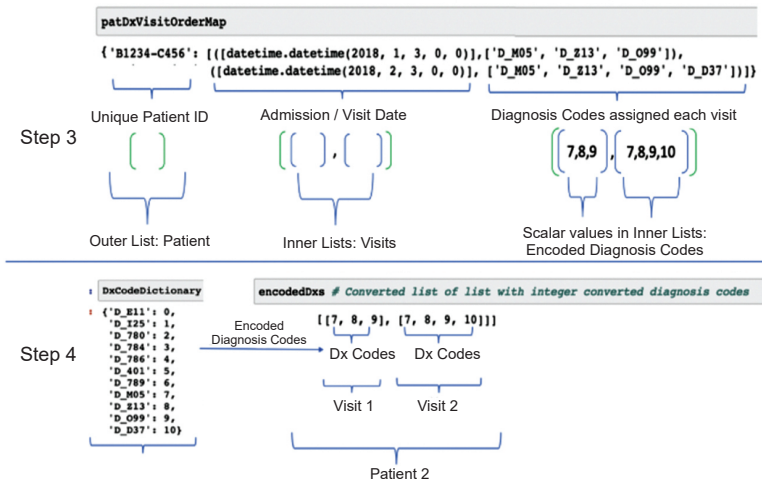 patDxVisitOrderMap
{'B1234-C456': [([datetime.datetime(2018, 1, 3, 0, 0)],['D_M05', 'D_Z13', 'D_O99']),
([datetime.datetime(2018, 2, 3, 0, 0)], ['D_M05', 'D_Z13', 'D_O99', 'D_D37'])]}
Unique Patient ID
Admission / Visit Date
Diagnosis Codes assigned each visit
Step 3
,
7,8,9 , 7,8,9,10
Outer List: Patient
Inner Lists: Visits
Scalar values in Inner Lists:
Encoded Diagnosis Codes
Step 4
DxCodeDictionary
{'D_E11': 0,
'D_I25': 1,
'D_780': 2,
'D_784': 3,
'D_786': 4,
'D_401': 5,
'D_789': 6,
'D_M05': 7,
'D_Z13': 8,
'D_O99': 9,
'D_D37': 10}
Encoded
Diagnosis Codes
encodedDxs # Converted list of list with integer converted diagnosis codes
[[7, 8, 9], [7, 8, 9, 10]]]
Dx Codes
Dx Codes
Visit 1
Visit 2
Patient 2